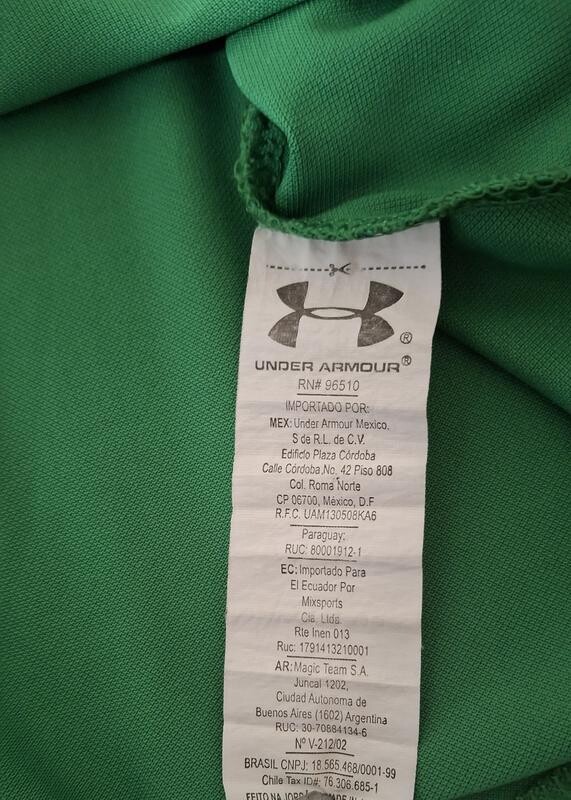 ®
UNDER ARMOUR®
RN# 96510
IMPORTADO POR:
MEX: Under Armour Mexico,
S de R.L. de C.V.
Edificio Plaza Córdoba
Calle Córdoba,No. 42 Piso 808
Col. Roma Norte
CP 06700, México, D.F
R.F.C. UAM130508KA6
Paraguay:
RUC: 80001912-1
EC: Importado Para
El Ecuador Por
Mixsports
Cia. Ltda.
Rte Inen 013
Ruc: 1791413210001
AR: Magic Team S.A.
Juncal 1202,
Ciudad Autonoma de
Buenos Aires (1602) Argentina
RUC: 30-70884134-6
Nº V-212/02
BRASIL CNPJ: 18.565.468/0001-99
Chile Tax ID#: 76.306.685-1
FEITO NA